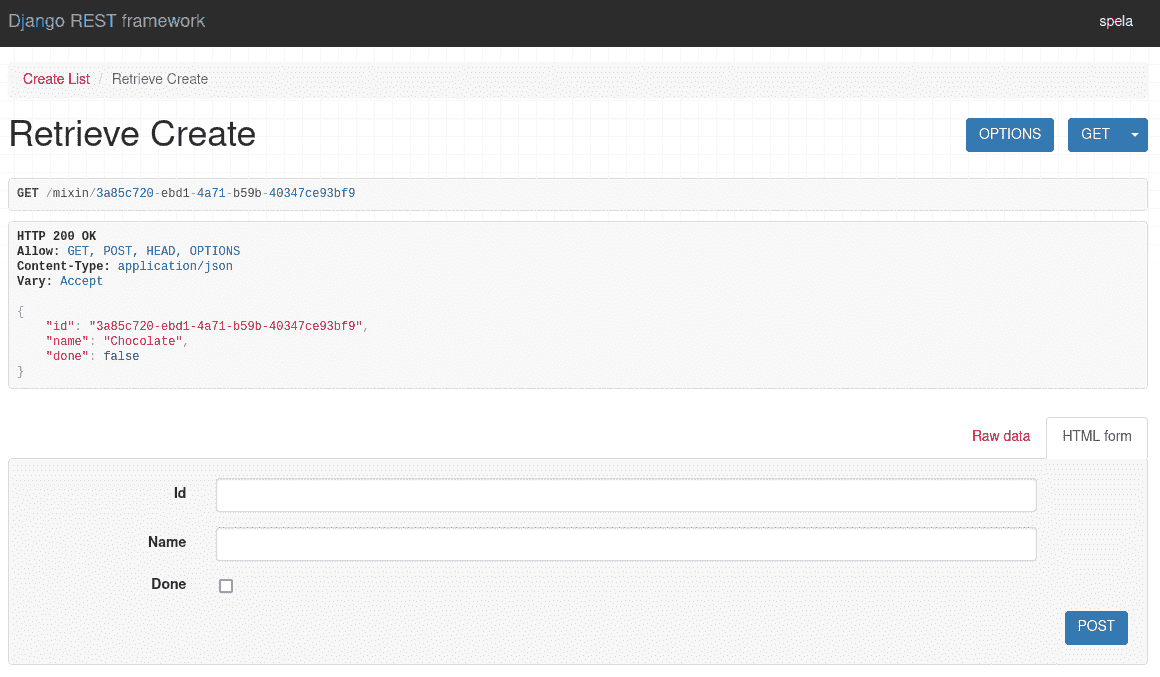 Django REST framework
spela
Create List / Retrieve Create
Retrieve Create
OPTIONS
GET
GET /mixin/3a85c720-ebd1-4a71-b59b-40347ce93bf9
HTTP 200 OK
Allow: GET, POST, HEAD, OPTIONS
Content-Type: application/json
Vary: Accept
{
    "id": "3a85c720-ebd1-4a71-b59b-40347ce93bf9",
    "name": "Chocolate",
    "done": false
}
Raw data
HTML form
Id
Name
Done
POST